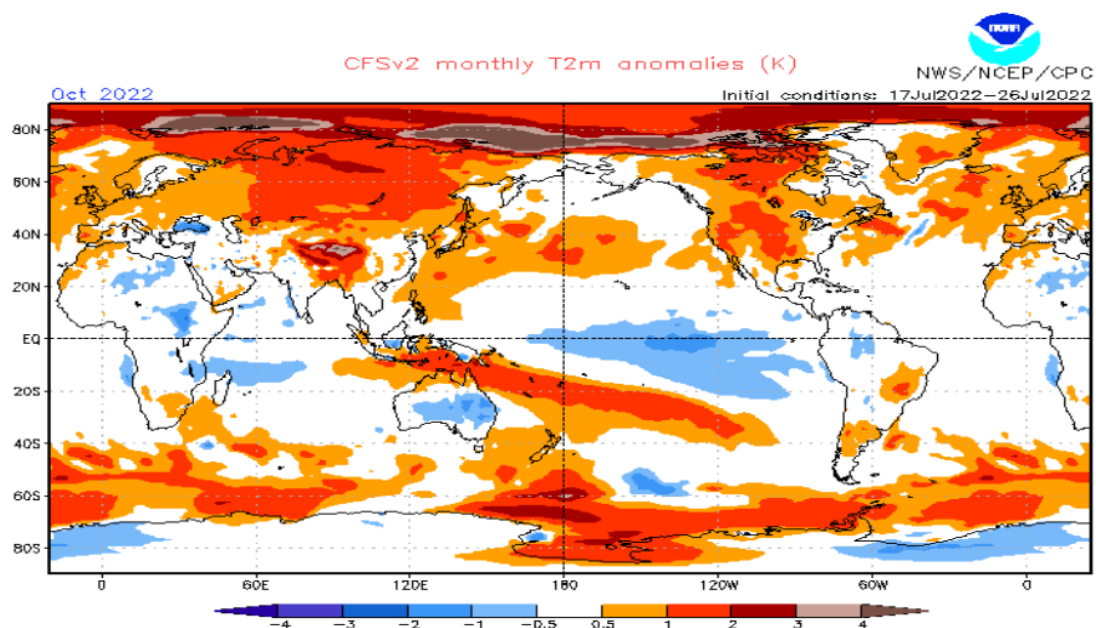 NOAA
CFSv2 monthly T2m anomalies (K)
NWS/NCEP/CPC
Oct 2022
Initial conditions: 17Jul2022-26Jul2022
80N
60N
40N
20N
EQ
20S
40S
60S
80S
0 60E 120E 180 120W 60W 0
-4 -3 -2 -1 -0.5 0.5 1 2 3 4